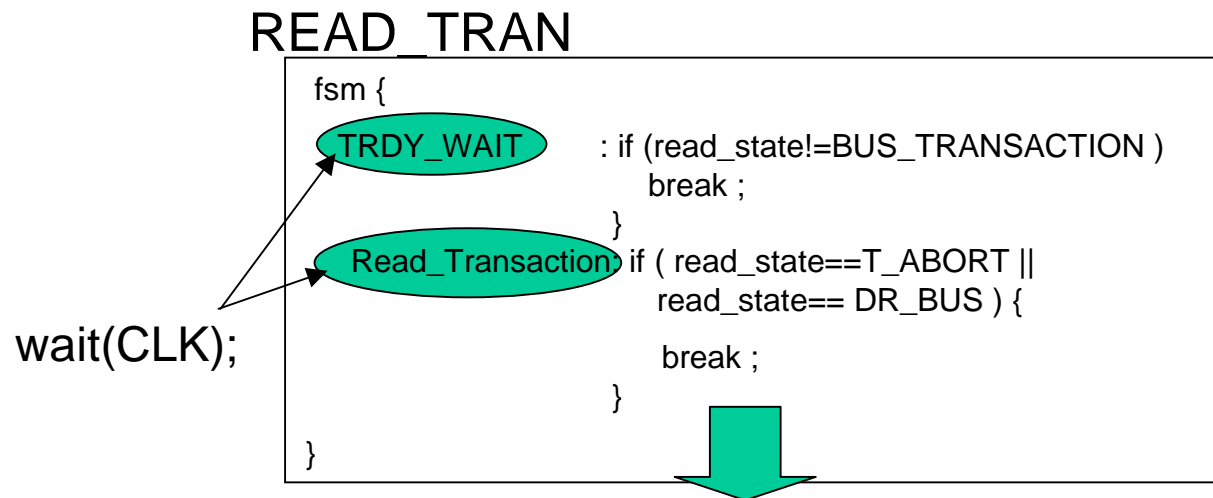 READ_TRAN
fsm {
TRDY_WAIT : if (read_state!=BUS_TRANSACTION )
break ;
}
Read_Transaction: if ( read_state==T_ABORT ||
read_state== DR_BUS ) {
wait(CLK);
break ;
}
}